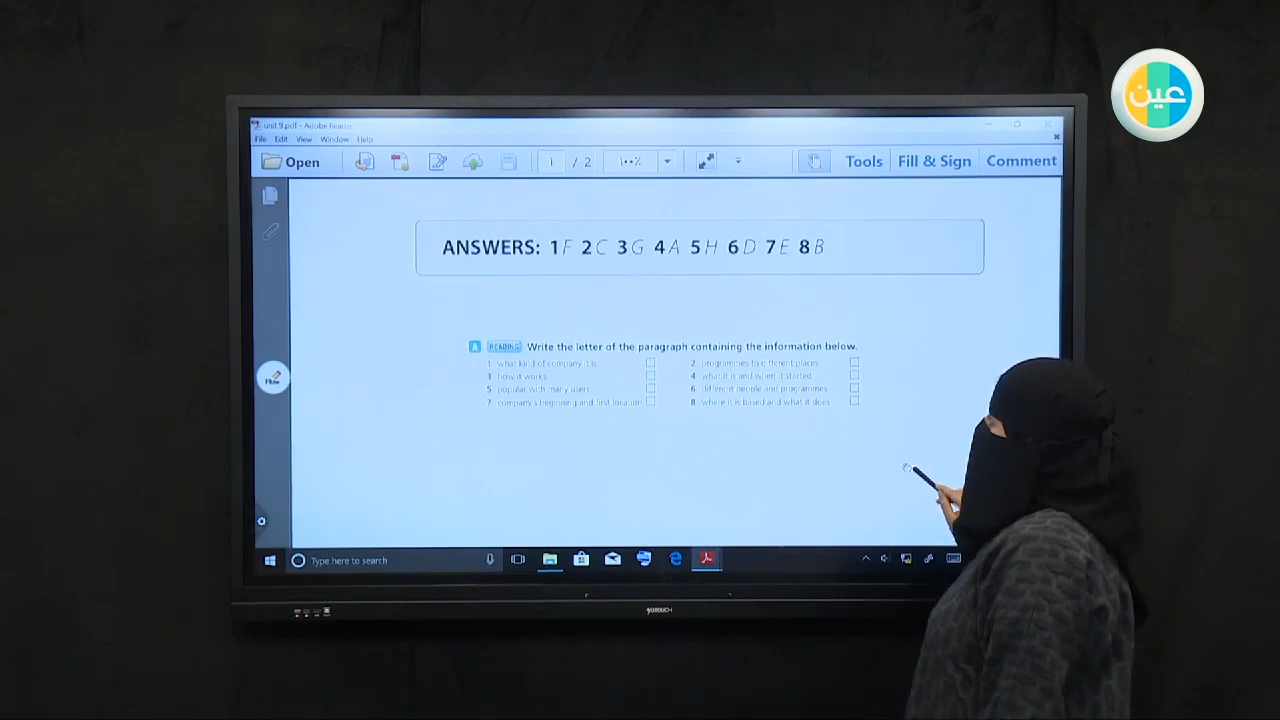 عين
unit 9.pdf - Adobe Reader
File Edit View Window Help
Open ١ / 2 ١٠٠٪ Tools Fill & Sign Comment
ANSWERS: 1 F 2 C 3 G 4 A 5 H 6 D 7 E 8 B
A READING Write the letter of the paragraph containing the information below.
1 what kind of company it is 2 programmes to different places
3 how it works 4 what it is and when it started
5 popular with many users 6 different people and programmes
7 company's beginning and first location 8 where it is based and what it does
Flow
Type here to search